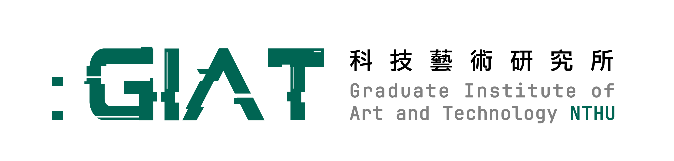 :GIAT
科技藝術研究所
Graduate Institute of
Art and Technology NTHU